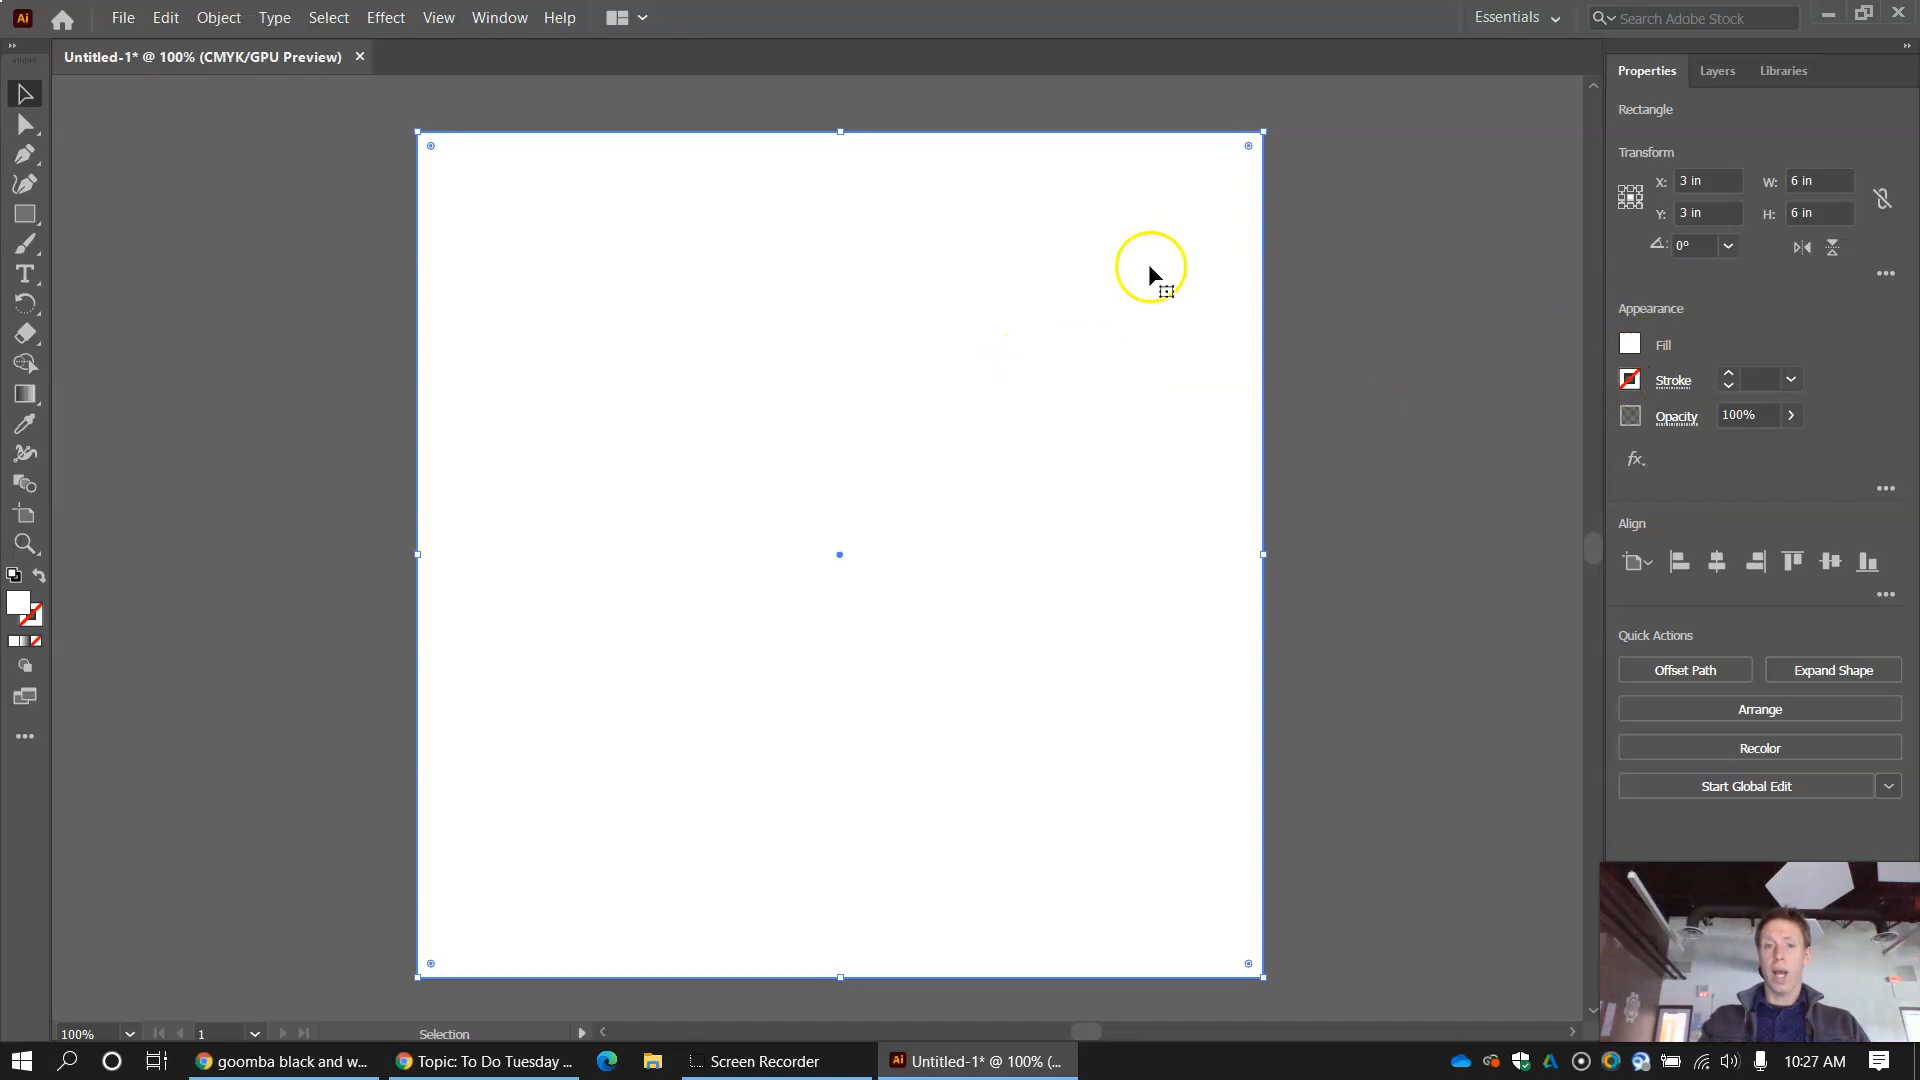 Ai File Edit Object Type Select Effect View Window Help Essentials Search Adobe Stock
Untitled-1* @ 100% (CMYK/GPU Preview)
Properties Layers Libraries
Rectangle
Transform
X: 3 in W: 6 in
Y: 3 in H: 6 in
0°
Appearance
Fill
Stroke
Opacity 100%
fx.
Align
Quick Actions
Offset Path Expand Shape
Arrange
Recolor
Start Global Edit
100% 1 Selection
goomba black and w... Topic: To Do Tuesday ... Screen Recorder Ai Untitled-1* @ 100% (... 10:27 AM